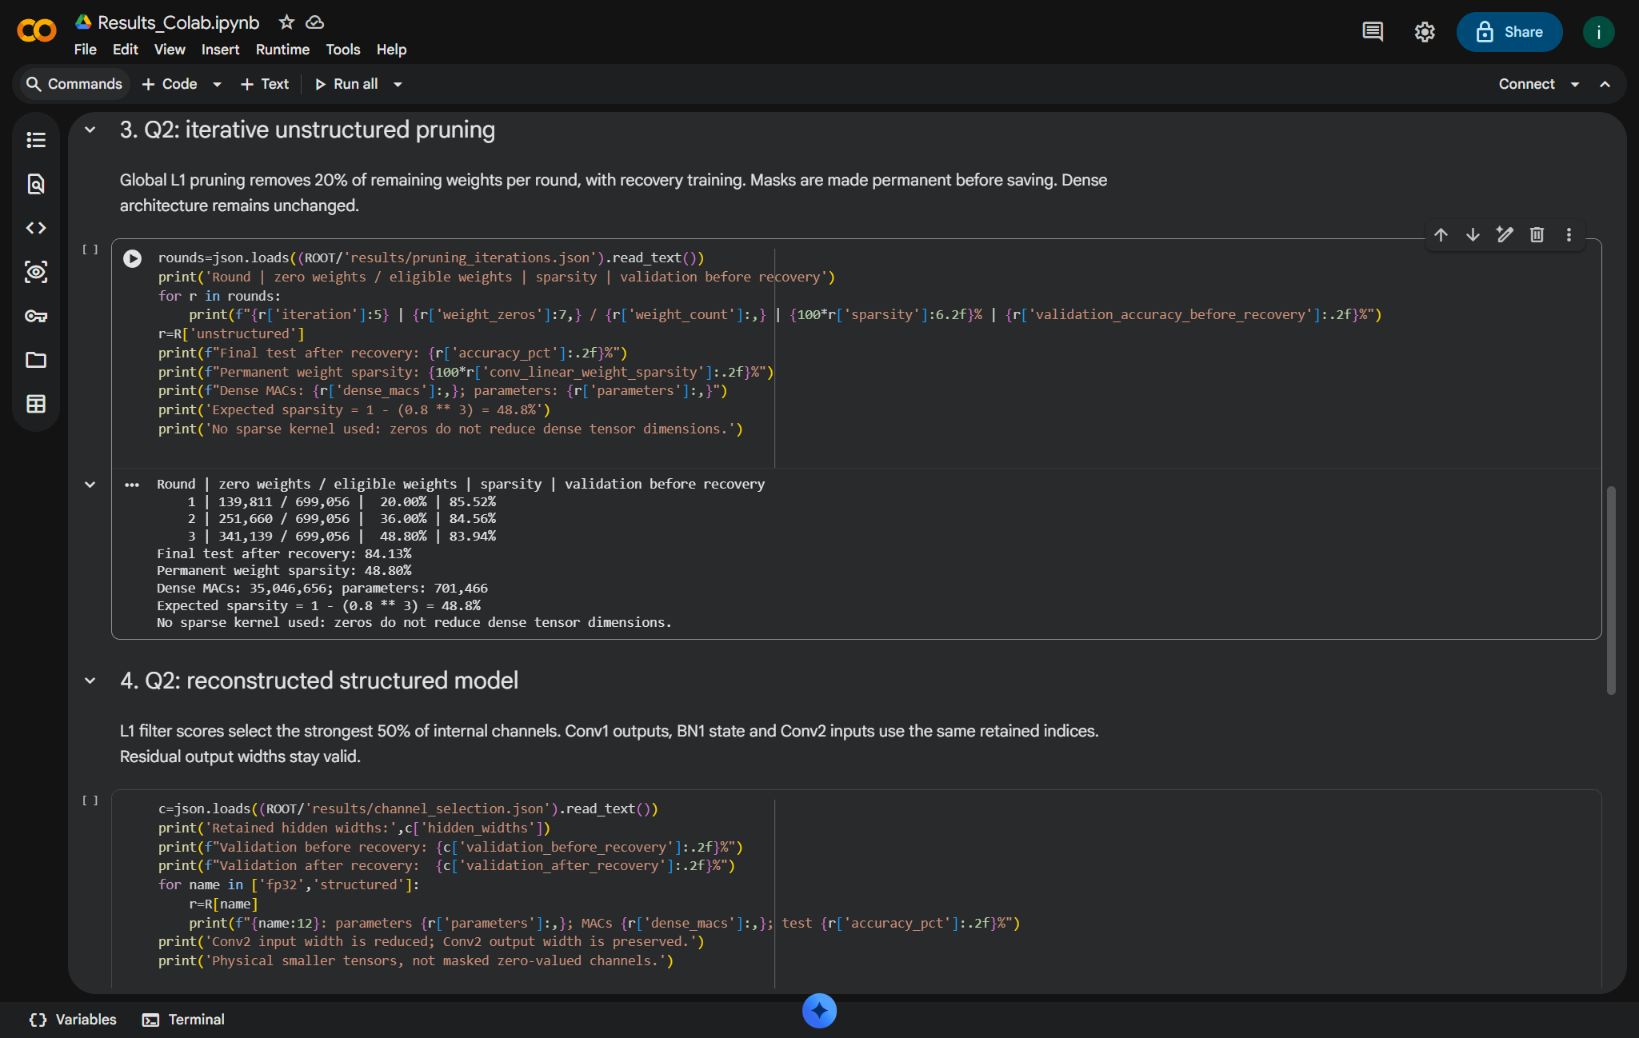 Results_Colab.ipynb
File Edit View Insert Runtime Tools Help
Share
i
Commands + Code + Text Run all
Connect
3. Q2: iterative unstructured pruning
Global L1 pruning removes 20% of remaining weights per round, with recovery training. Masks are made permanent before saving. Dense
architecture remains unchanged.
[ ]
rounds=json.loads((ROOT/'results/pruning_iterations.json').read_text())
print('Round | zero weights / eligible weights | sparsity | validation before recovery')
for r in rounds:
    print(f"{r['iteration']:5} | {r['weight_zeros']:7,} / {r['weight_count']:,} | {100*r['sparsity']:6.2f}% | {r['validation_accuracy_before_recovery']:.2f}%")
r=R['unstructured']
print(f"Final test after recovery: {r['accuracy_pct']:.2f}%")
print(f"Permanent weight sparsity: {100*r['conv_linear_weight_sparsity']:.2f}%")
print(f"Dense MACs: {r['dense_macs']:,}; parameters: {r['parameters']:,}")
print('Expected sparsity = 1 - (0.8 ** 3) = 48.8%')
print('No sparse kernel used: zeros do not reduce dense tensor dimensions.')
Round | zero weights / eligible weights | sparsity | validation before recovery
    1 | 139,811 / 699,056 |  20.00% | 85.52%
    2 | 251,660 / 699,056 |  36.00% | 84.56%
    3 | 341,139 / 699,056 |  48.80% | 83.94%
Final test after recovery: 84.13%
Permanent weight sparsity: 48.80%
Dense MACs: 35,046,656; parameters: 701,466
Expected sparsity = 1 - (0.8 ** 3) = 48.8%
No sparse kernel used: zeros do not reduce dense tensor dimensions.
4. Q2: reconstructed structured model
L1 filter scores select the strongest 50% of internal channels. Conv1 outputs, BN1 state and Conv2 inputs use the same retained indices.
Residual output widths stay valid.
[ ]
c=json.loads((ROOT/'results/channel_selection.json').read_text())
print('Retained hidden widths:',c['hidden_widths'])
print(f"Validation before recovery: {c['validation_before_recovery']:.2f}%")
print(f"Validation after recovery:  {c['validation_after_recovery']:.2f}%")
for name in ['fp32','structured']:
    r=R[name]
    print(f"{name:12}: parameters {r['parameters']:,}; MACs {r['dense_macs']:,}; test {r['accuracy_pct']:.2f}%")
print('Conv2 input width is reduced; Conv2 output width is preserved.')
print('Physical smaller tensors, not masked zero-valued channels.')
Variables Terminal